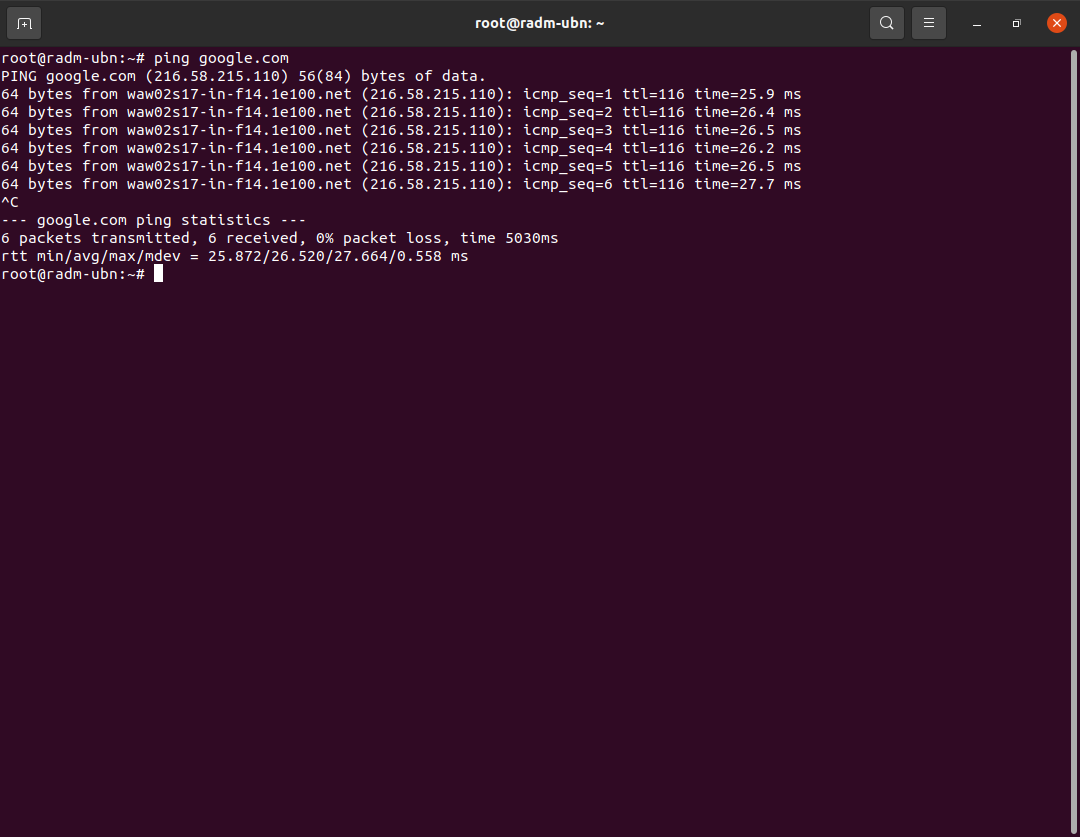 root@radm-ubn: ~
root@radm-ubn:~# ping google.com
PING google.com (216.58.215.110) 56(84) bytes of data.
64 bytes from waw02s17-in-f14.1e100.net (216.58.215.110): icmp_seq=1 ttl=116 time=25.9 ms
64 bytes from waw02s17-in-f14.1e100.net (216.58.215.110): icmp_seq=2 ttl=116 time=26.4 ms
64 bytes from waw02s17-in-f14.1e100.net (216.58.215.110): icmp_seq=3 ttl=116 time=26.5 ms
64 bytes from waw02s17-in-f14.1e100.net (216.58.215.110): icmp_seq=4 ttl=116 time=26.2 ms
64 bytes from waw02s17-in-f14.1e100.net (216.58.215.110): icmp_seq=5 ttl=116 time=26.5 ms
64 bytes from waw02s17-in-f14.1e100.net (216.58.215.110): icmp_seq=6 ttl=116 time=27.7 ms
^C
--- google.com ping statistics ---
6 packets transmitted, 6 received, 0% packet loss, time 5030ms
rtt min/avg/max/mdev = 25.872/26.520/27.664/0.558 ms
root@radm-ubn:~#